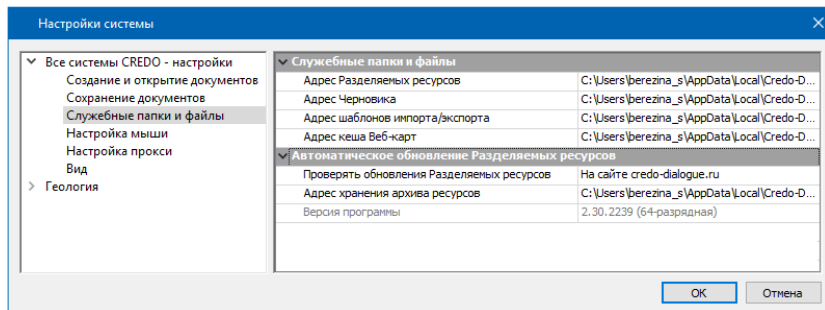 Настройки системы
Все системы CREDO - настройки
Создание и открытие документов
Сохранение документов
Служебные папки и файлы
Настройка мыши
Настройка прокси
Вид
Геология
Служебные папки и файлы
Адрес Разделяемых ресурсов C:\Users\berezina_s\AppData\Local\Credo-D...
Адрес Черновика C:\Users\berezina_s\AppData\Local\Credo-D...
Адрес шаблонов импорта/экспорта C:\Users\berezina_s\AppData\Local\Credo-D...
Адрес кеша Веб-карт C:\Users\berezina_s\AppData\Local\Credo-D...
Автоматическое обновление Разделяемых ресурсов
Проверять обновления Разделяемых ресурсов На сайте credo-dialogue.ru
Адрес хранения архива ресурсов C:\Users\berezina_s\AppData\Local\Credo-D...
Версия программы 2.30.2239 (64-разрядная)
ОК Отмена